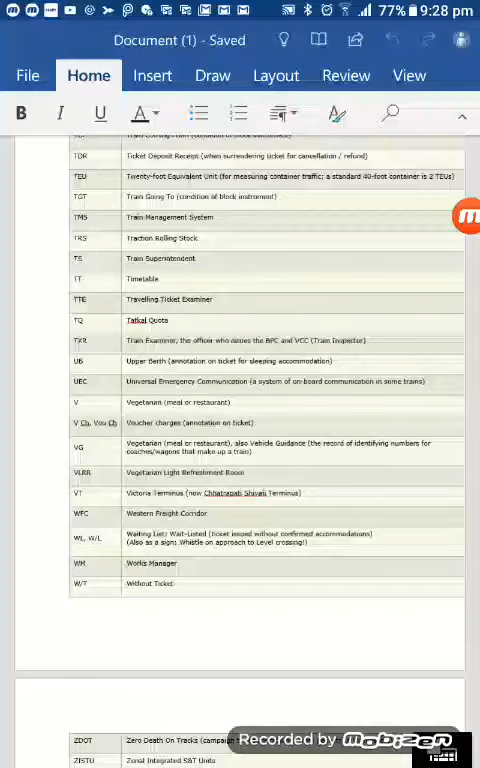 77% 9:28 pm
Document (1) - Saved
File Home Insert Draw Layout Review View
B I U A
TDR Ticket Deposit Receipt (when surrendering ticket for cancellation / refund)
TEU Twenty-foot Equivalent Unit (for measuring container traffic; a standard 40-foot container is 2 TEUs)
TGT Train Going To (condition of block instrument)
TMS Train Management System
TRS Traction Rolling Stock
TS Train Superintendent
TT Timetable
TTE Travelling Ticket Examiner
TQ Tatkal Quota
TXR Train Examiner, the officer who issues the BPC and VCC (Train Inspector)
UB Upper Berth (annotation on ticket for sleeping accommodation)
UEC Universal Emergency Communication (a system of on-board communication in some trains)
V Vegetarian (meal or restaurant)
V Ch, Vou Ch Voucher charges (annotation on ticket)
VG Vegetarian (meal or restaurant), also Vehicle Guidance (the record of identifying numbers for
coaches/wagons that make up a train)
VLRR Vegetarian Light Refreshment Room
VT Victoria Terminus (now Chhatrapati Shivaji Terminus)
WFC Western Freight Corridor
WL, W/L Waiting List; Wait-Listed (ticket issued without confirmed accommodations)
(Also as a sign: Whistle on approach to Level crossing!)
WM Works Manager
W/T Without Ticket
ZDOT Zero Death On Tracks (campaign
Recorded by MOBIZEN
ZISTU Zonal Integrated S&T Units